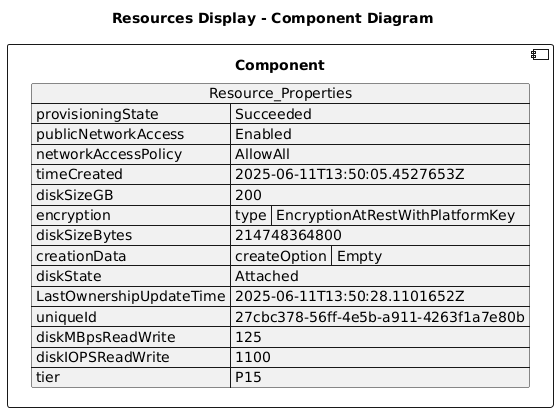 Resources Display - Component Diagram
Component
Resource_Properties
provisioningState Succeeded
publicNetworkAccess Enabled
networkAccessPolicy AllowAll
timeCreated 2025-06-11T13:50:05.4527653Z
diskSizeGB 200
encryption type EncryptionAtRestWithPlatformKey
diskSizeBytes 214748364800
creationData createOption Empty
diskState Attached
LastOwnershipUpdateTime 2025-06-11T13:50:28.1101652Z
uniqueId 27cbc378-56ff-4e5b-a911-4263f1a7e80b
diskMBpsReadWrite 125
diskIOPSReadWrite 1100
tier P15